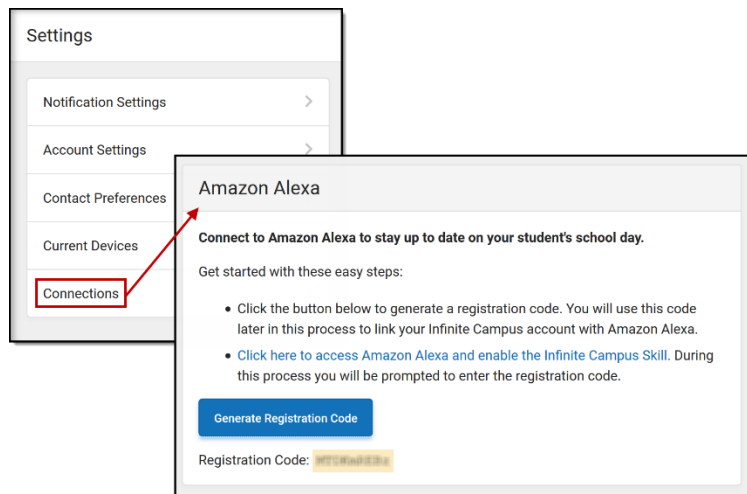 Settings
Notification Settings
Account Settings
Contact Preferences
Current Devices
Connections
Amazon Alexa
Connect to Amazon Alexa to stay up to date on your student's school day.
Get started with these easy steps:
• Click the button below to generate a registration code. You will use this code
later in this process to link your Infinite Campus account with Amazon Alexa.
• Click here to access Amazon Alexa and enable the Infinite Campus Skill. During
this process you will be prompted to enter the registration code.
Generate Registration Code
Registration Code: